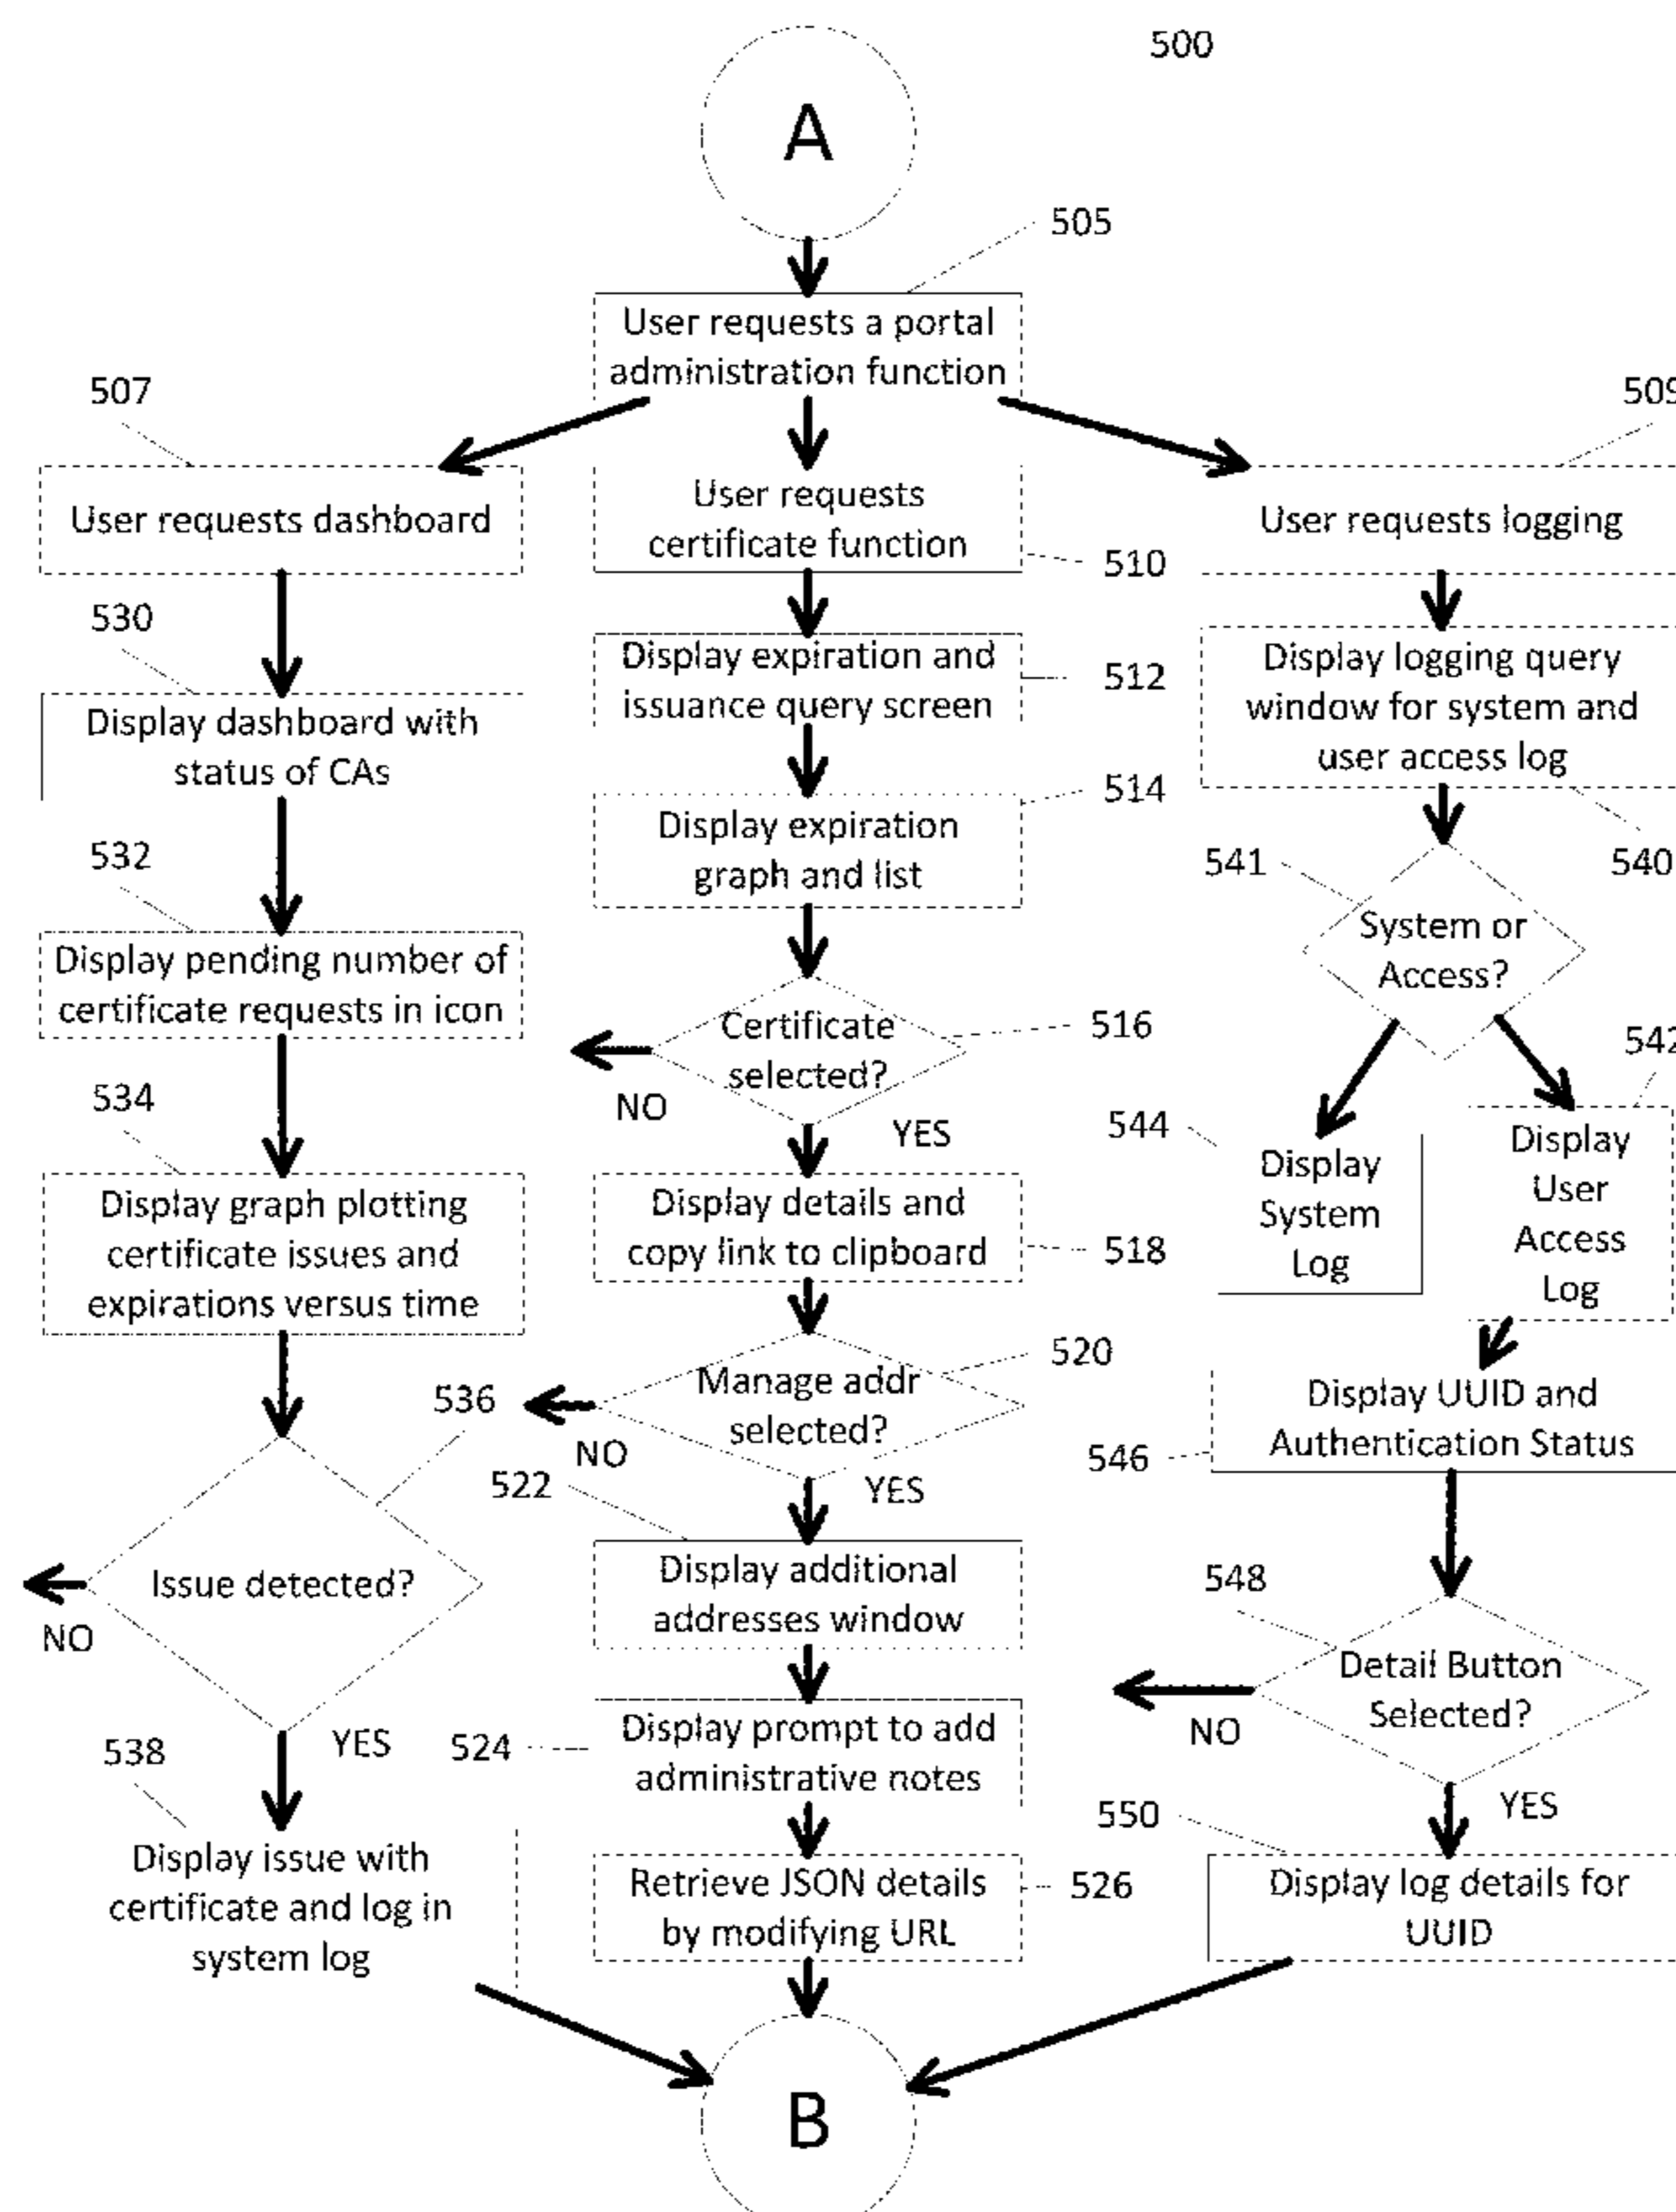 500
A
505
User requests a portal
administration function
507
User requests dashboard
530
Display dashboard with
status of CAs
532
Display pending number of
certificate requests in icon
534
Display graph plotting
certificate issues and
expirations versus time
536
Issue detected?
NO
YES
538
Display issue with
certificate and log in
system log
User requests
certificate function
510
Display expiration and
issuance query screen
512
Display expiration
graph and list
514
Certificate
selected?
516
NO
YES
Display details and
copy link to clipboard
518
Manage addr
selected?
520
NO
YES
522
Display additional
addresses window
524
Display prompt to add
administrative notes
Retrieve JSON details
by modifying URL
526
509
User requests logging
Display logging query
window for system and
user access log
540
541
System or
Access?
542
544
Display
System
Log
Display
User
Access
Log
Display UUID and
Authentication Status
546
548
Detail Button
Selected?
NO
YES
550
Display log details for
UUID
B